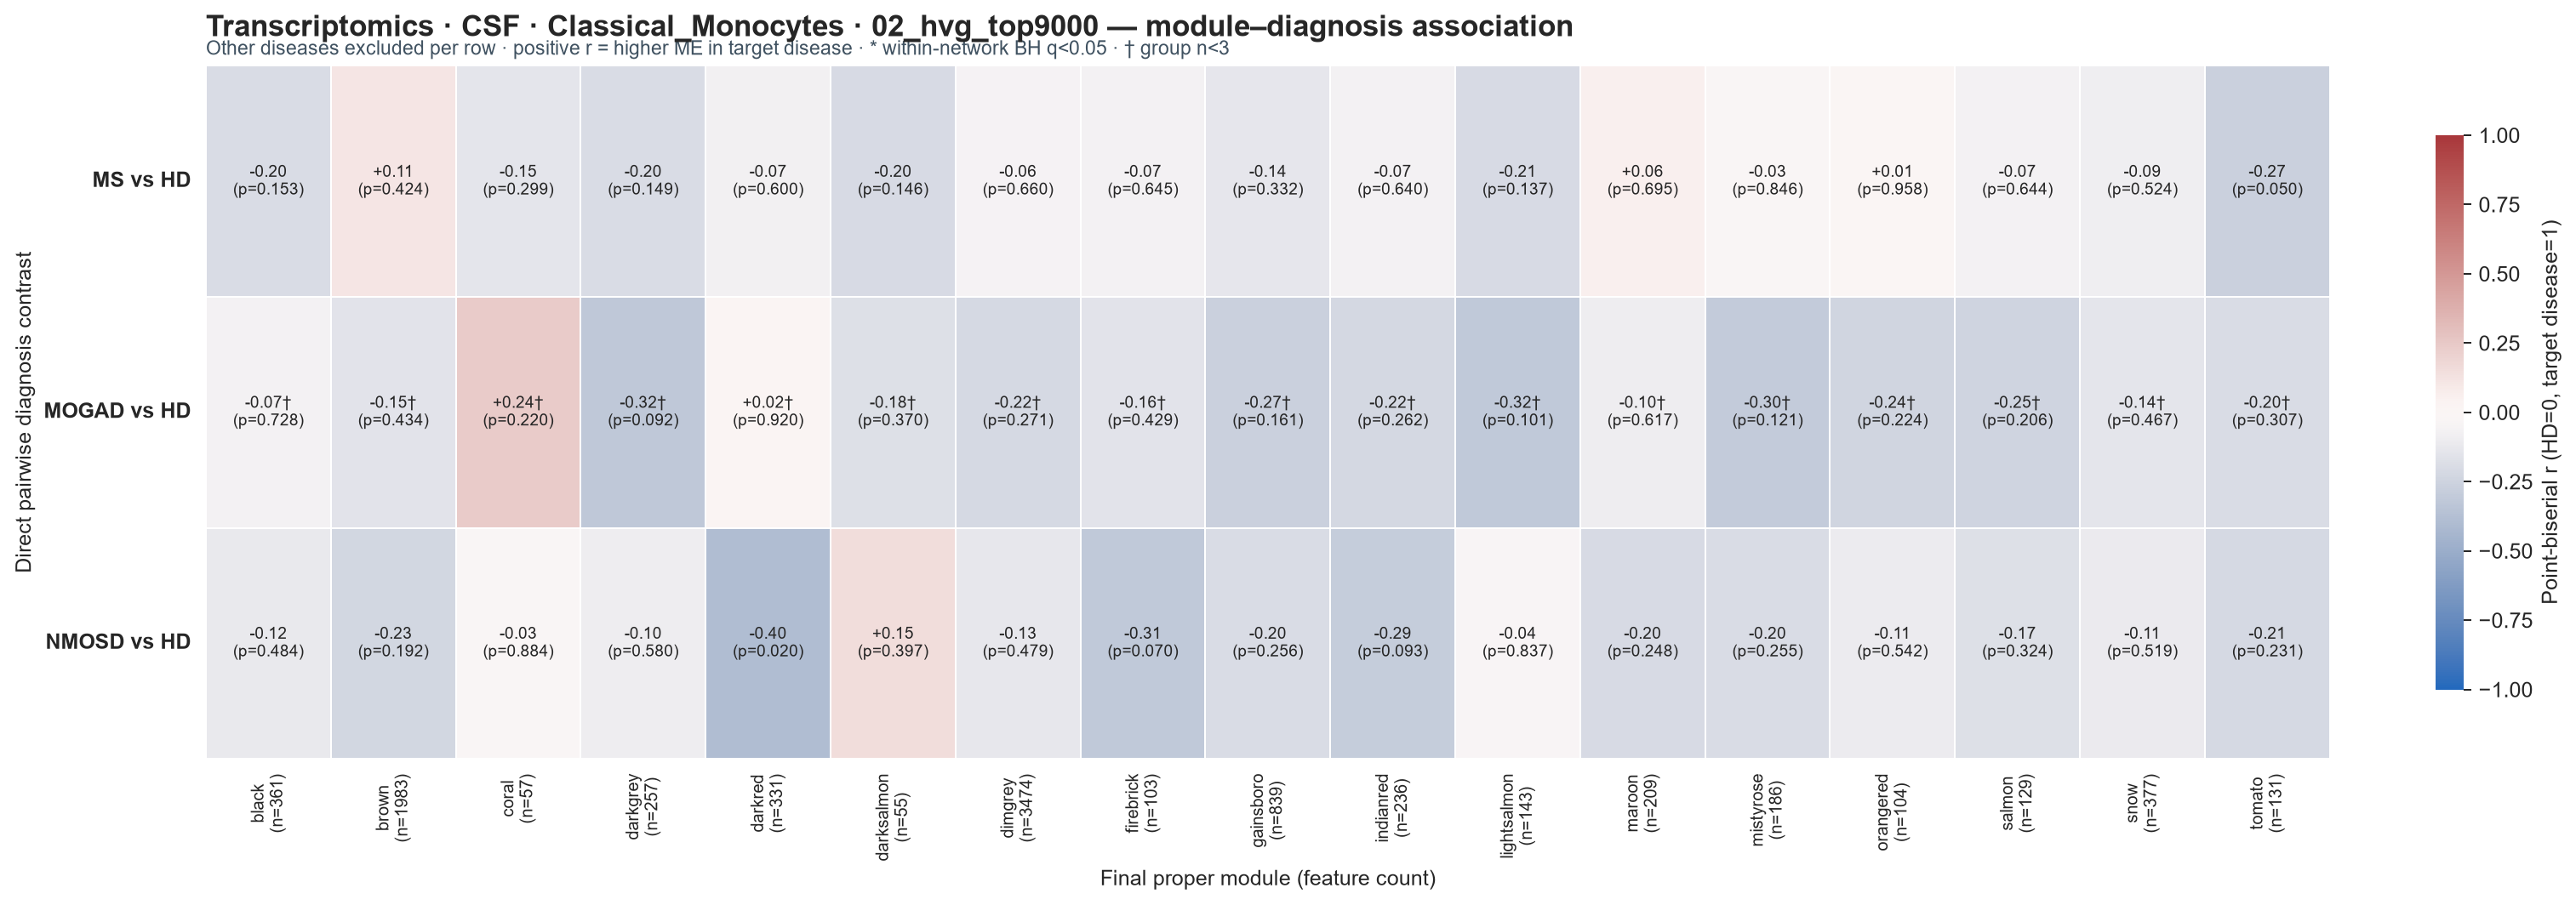 Transcriptomics · CSF · Classical_Monocytes · 02_hvg_top9000 — module–diagnosis association
Other diseases excluded per row · positive r = higher ME in target disease · * within-network BH q<0.05 · † group n<3
Direct pairwise diagnosis contrast
MS vs HD
-0.20 +0.11 -0.15 -0.20 -0.07 -0.20 -0.06 -0.07 -0.14 -0.07 -0.21 +0.06 -0.03 +0.01 -0.07 -0.09 -0.27
(p=0.153) (p=0.424) (p=0.299) (p=0.149) (p=0.600) (p=0.146) (p=0.660) (p=0.645) (p=0.332) (p=0.640) (p=0.137) (p=0.695) (p=0.846) (p=0.958) (p=0.644) (p=0.524) (p=0.050)
MOGAD vs HD
-0.07† -0.15† +0.24† -0.32† +0.02† -0.18† -0.22† -0.16† -0.27† -0.22† -0.32† -0.10† -0.30† -0.24† -0.25† -0.14† -0.20†
(p=0.728) (p=0.434) (p=0.220) (p=0.092) (p=0.920) (p=0.370) (p=0.271) (p=0.429) (p=0.161) (p=0.262) (p=0.101) (p=0.617) (p=0.121) (p=0.224) (p=0.206) (p=0.467) (p=0.307)
NMOSD vs HD
-0.12 -0.23 -0.03 -0.10 -0.40 +0.15 -0.13 -0.31 -0.20 -0.29 -0.04 -0.20 -0.20 -0.11 -0.17 -0.11 -0.21
(p=0.484) (p=0.192) (p=0.884) (p=0.580) (p=0.020) (p=0.397) (p=0.479) (p=0.070) (p=0.256) (p=0.093) (p=0.837) (p=0.248) (p=0.255) (p=0.542) (p=0.324) (p=0.519) (p=0.231)
black
(n=361)
brown
(n=1983)
coral
(n=57)
darkgrey
(n=257)
darkred
(n=331)
darksalmon
(n=55)
dimgrey
(n=3474)
firebrick
(n=103)
gainsboro
(n=839)
indianred
(n=236)
lightsalmon
(n=143)
maroon
(n=209)
mistyrose
(n=186)
orangered
(n=104)
salmon
(n=129)
snow
(n=377)
tomato
(n=131)
Final proper module (feature count)
1.00
0.75
0.50
0.25
0.00
−0.25
−0.50
−0.75
−1.00
Point-biserial r (HD=0, target disease=1)